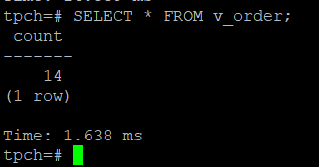 tpch=# SELECT * FROM v_order;
 count
-------
    14
(1 row)
Time: 1.638 ms
tpch=#